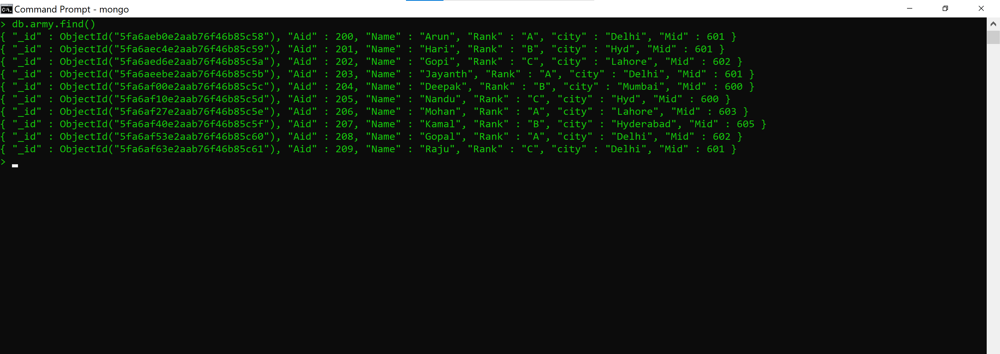 Command Prompt - mongo
> db.army.find()
{ "_id" : ObjectId("5fa6aeb0e2aab76f46b85c58"), "Aid" : 200, "Name" : "Arun", "Rank" : "A", "city" : "Delhi", "Mid" : 601 }
{ "_id" : ObjectId("5fa6aec4e2aab76f46b85c59"), "Aid" : 201, "Name" : "Hari", "Rank" : "B", "city" : "Hyd", "Mid" : 601 }
{ "_id" : ObjectId("5fa6aed6e2aab76f46b85c5a"), "Aid" : 202, "Name" : "Gopi", "Rank" : "C", "city" : "Lahore", "Mid" : 602 }
{ "_id" : ObjectId("5fa6aeebe2aab76f46b85c5b"), "Aid" : 203, "Name" : "Jayanth", "Rank" : "A", "city" : "Delhi", "Mid" : 601 }
{ "_id" : ObjectId("5fa6af00e2aab76f46b85c5c"), "Aid" : 204, "Name" : "Deepak", "Rank" : "B", "city" : "Mumbai", "Mid" : 600 }
{ "_id" : ObjectId("5fa6af10e2aab76f46b85c5d"), "Aid" : 205, "Name" : "Nandu", "Rank" : "C", "city" : "Hyd", "Mid" : 600 }
{ "_id" : ObjectId("5fa6af27e2aab76f46b85c5e"), "Aid" : 206, "Name" : "Mohan", "Rank" : "A", "city" : "Lahore", "Mid" : 603 }
{ "_id" : ObjectId("5fa6af40e2aab76f46b85c5f"), "Aid" : 207, "Name" : "Kamal", "Rank" : "B", "city" : "Hyderabad", "Mid" : 605 }
{ "_id" : ObjectId("5fa6af53e2aab76f46b85c60"), "Aid" : 208, "Name" : "Gopal", "Rank" : "A", "city" : "Delhi", "Mid" : 602 }
{ "_id" : ObjectId("5fa6af63e2aab76f46b85c61"), "Aid" : 209, "Name" : "Raju", "Rank" : "C", "city" : "Delhi", "Mid" : 601 }
>